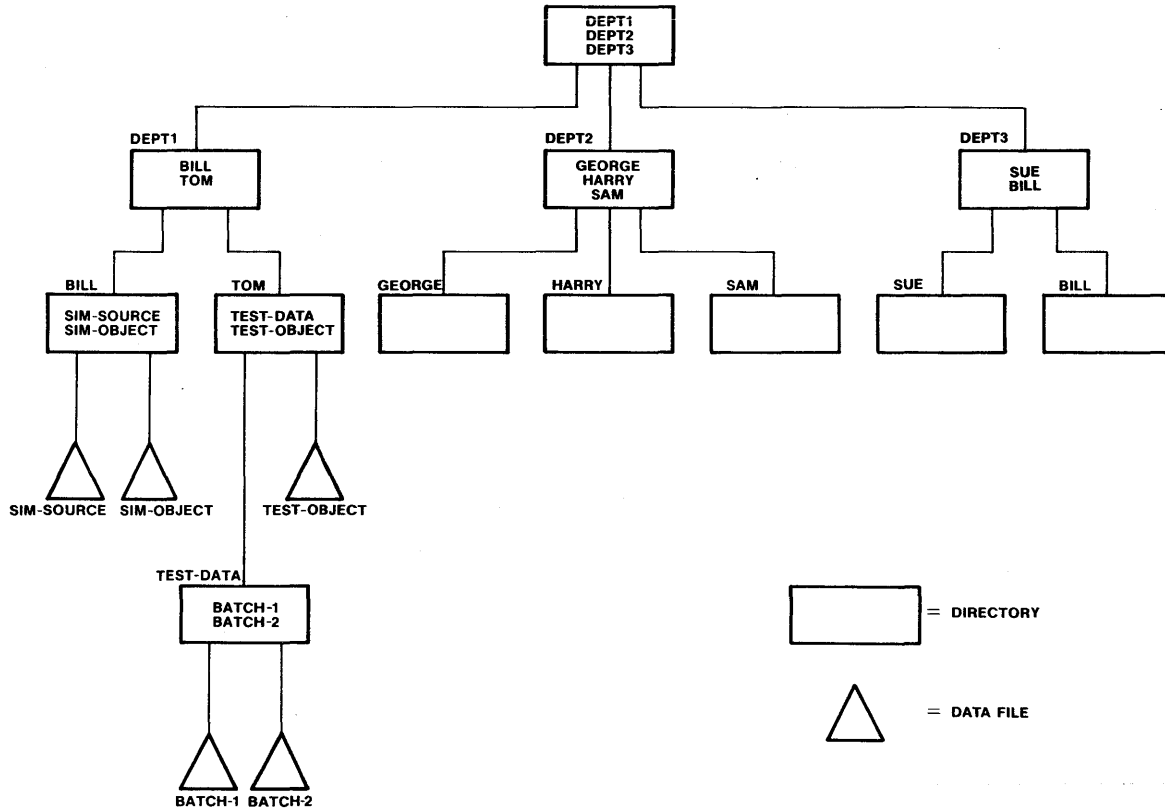 DEPT1
DEPT2
DEPT3
DEPT1
DEPT2
DEPT3
BILL
TOM
GEORGE
HARRY
SAM
SUE
BILL
BILL
TOM
GEORGE
HARRY
SAM
SUE
BILL
SIM-SOURCE
SIM-OBJECT
TEST-DATA
TEST-OBJECT
SIM-SOURCE
SIM-OBJECT
TEST-OBJECT
TEST-DATA
BATCH-1
BATCH-2
= DIRECTORY
= DATA FILE
BATCH-1
BATCH-2